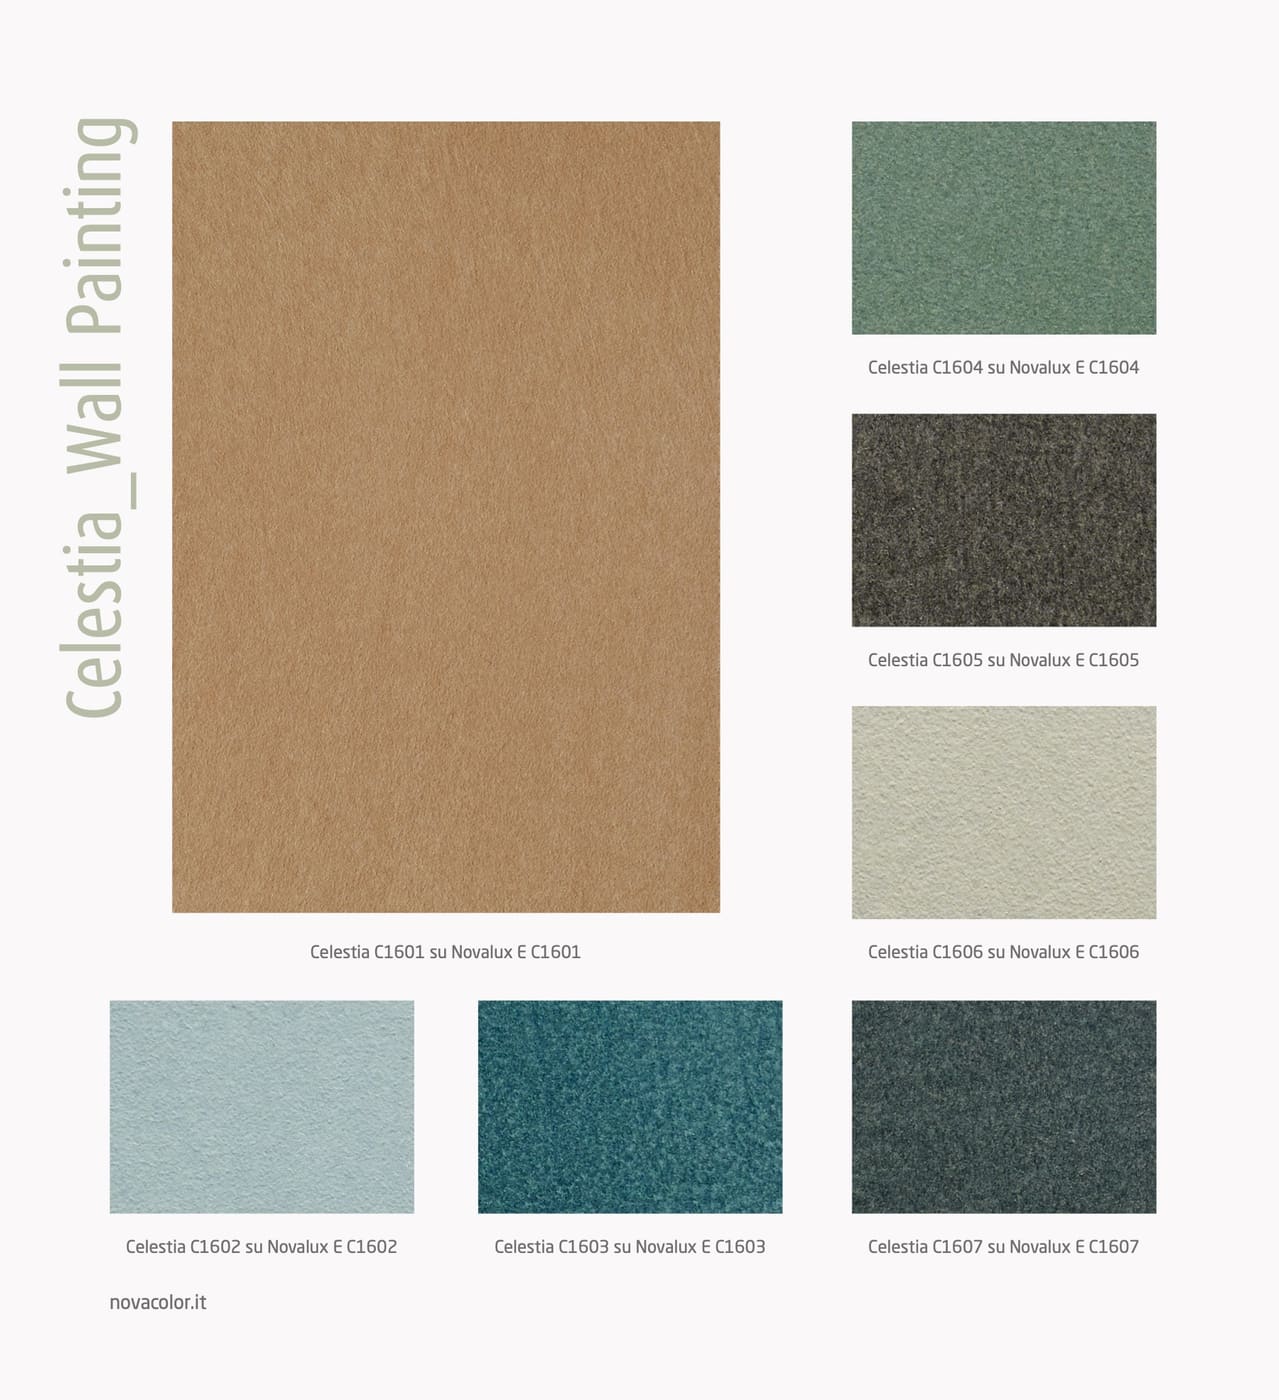 Celestia_Wall Painting
Celestia C1604 su Novalux E C1604
Celestia C1605 su Novalux E C1605
Celestia C1601 su Novalux E C1601
Celestia C1606 su Novalux E C1606
Celestia C1602 su Novalux E C1602
Celestia C1603 su Novalux E C1603
Celestia C1607 su Novalux E C1607
novacolor.it